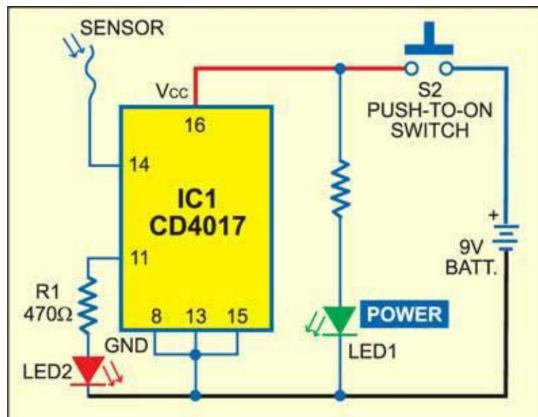 SENSOR
Vcc
16
S2
PUSH-TO-ON
SWITCH
14
IC1
CD4017
11
+
9V
BATT.
R1
470Ω
8 13 15
GND
POWER
LED1
LED2